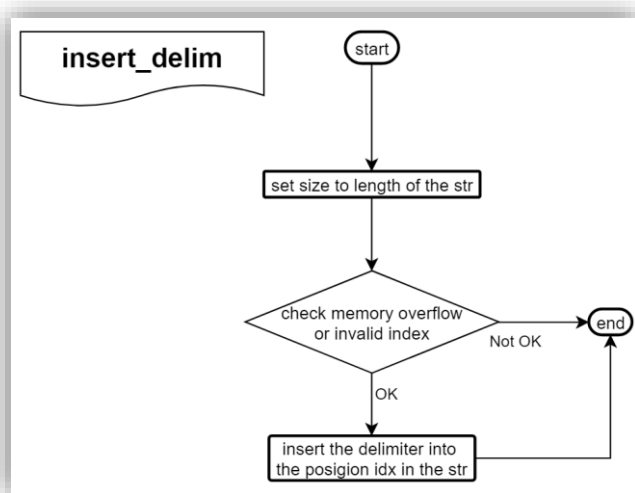 insert_delim
start
set size to length of the str
check memory overflow
or invalid index
Not OK
end
OK
insert the delimiter into
the posigion idx in the str